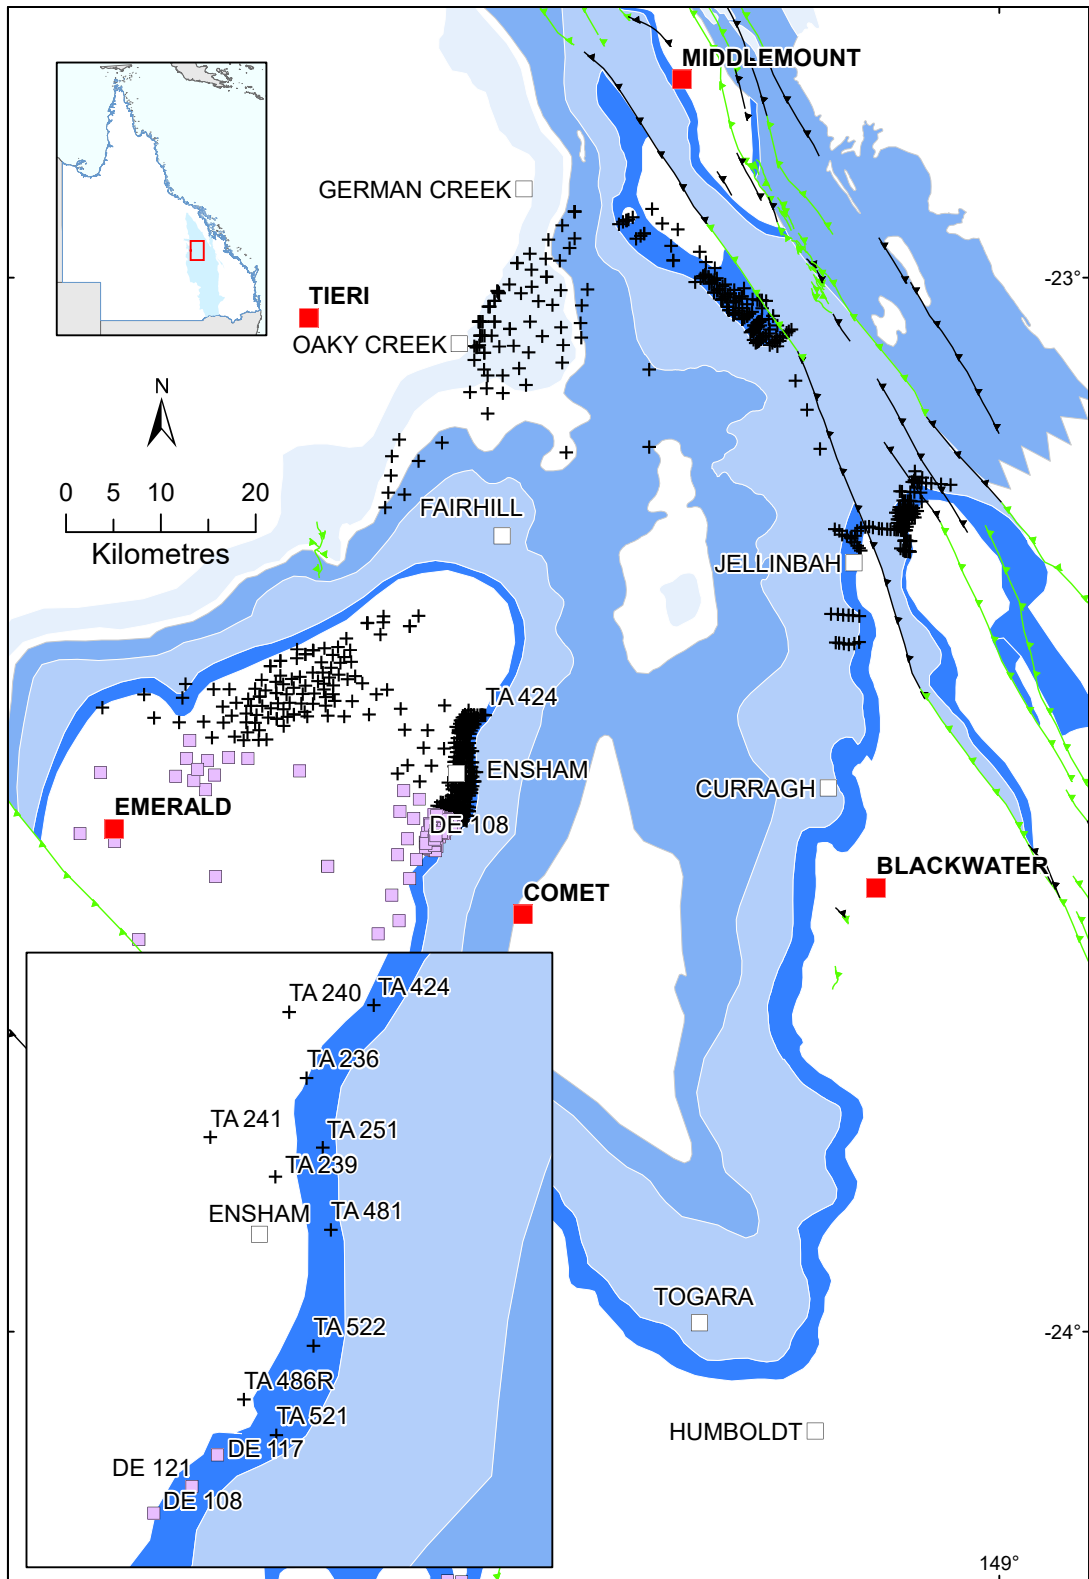 MIDDLEMOUNT
GERMAN CREEK
-23°
TIERI
OAKY CREEK
N
0 5 10 20
Kilometres
FAIRHILL
JELLINBAH
TA 424
ENSHAM
CURRAGH
EMERALD
DE 108
BLACKWATER
COMET
TA 240
TA 424
TA 236
TA 241
TA 251
TA 239
ENSHAM
TA 481
TOGARA
TA 522
-24°
TA 486R
TA 521
HUMBOLDT
DE 117
DE 121
DE 108
149°